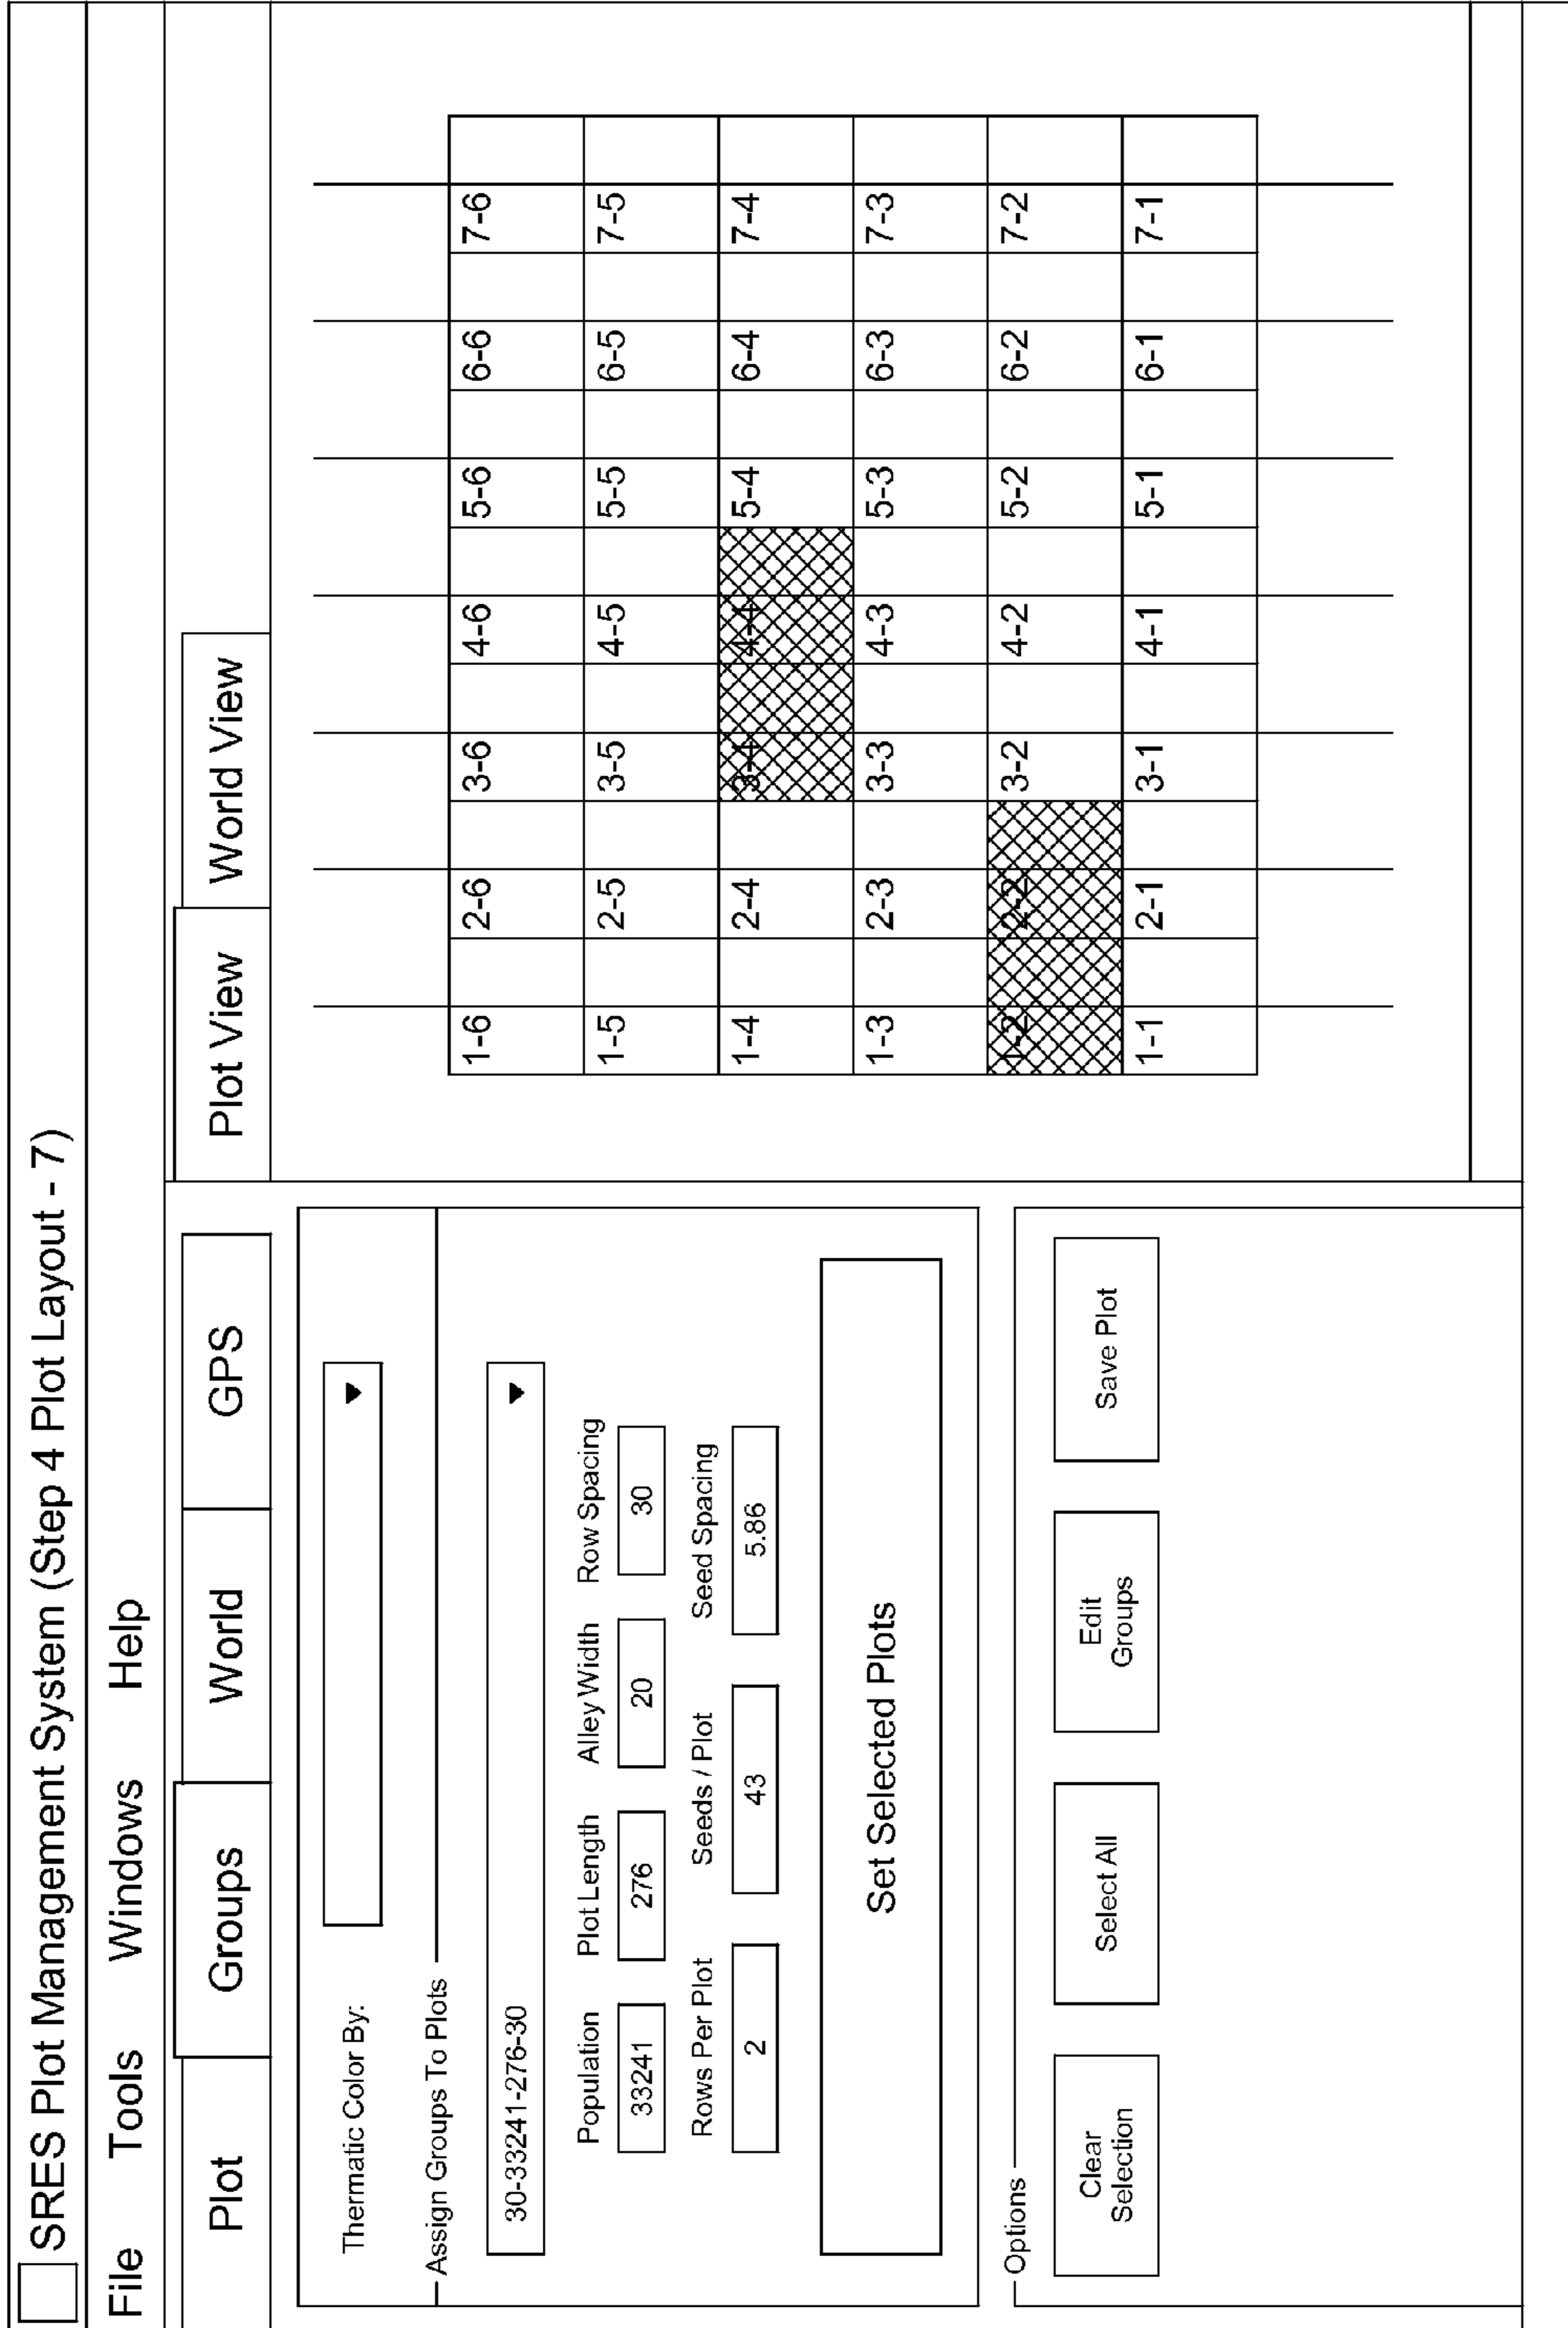 SRES Plot Management System (Step 4 Plot Layout - 7)
File Tools Windows Help
Plot Groups World GPS
Thermatic Color By:
Assign Groups To Plots
30-33241-276-30
Population Plot Length Alley Width Row Spacing
33241 276 20 30
Rows Per Plot Seeds / Plot Seed Spacing
2 43 5.86
Set Selected Plots
Options
Clear
Selection
Select All
Edit
Groups
Save Plot
Plot View World View
1-6 2-6 3-6 4-6 5-6 6-6 7-6
1-5 2-5 3-5 4-5 5-5 6-5 7-5
1-4 2-4 3-4 4-4 5-4 6-4 7-4
1-3 2-3 3-3 4-3 5-3 6-3 7-3
1-2 2-2 3-2 4-2 5-2 6-2 7-2
1-1 2-1 3-1 4-1 5-1 6-1 7-1